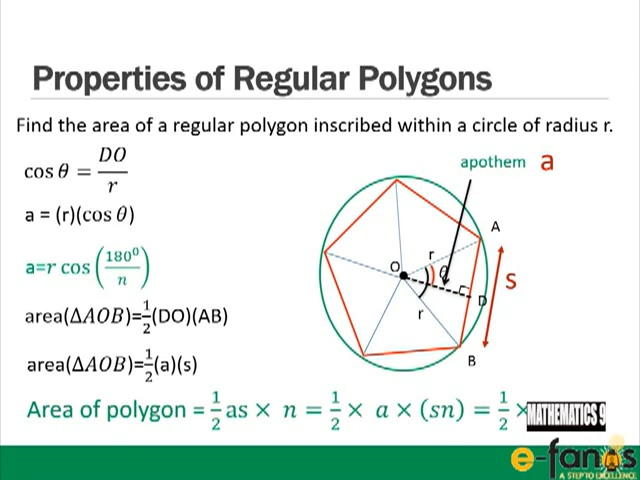 Properties of Regular Polygons
Find the area of a regular polygon inscribed within a circle of radius r.
cos θ = DO/r
a = (r)(cos θ)
a=r cos (180⁰/n)
area(ΔAOB)=1/2(DO)(AB)
area(ΔAOB)=1/2(a)(s)
Area of polygon = 1/2 as × n = 1/2 × a × (sn) = 1/2 ×
apothem a
A
r
O
θ
S
D
r
B
MATHEMATICS 9
e-fanos
A STEP TO EXCELLENCE